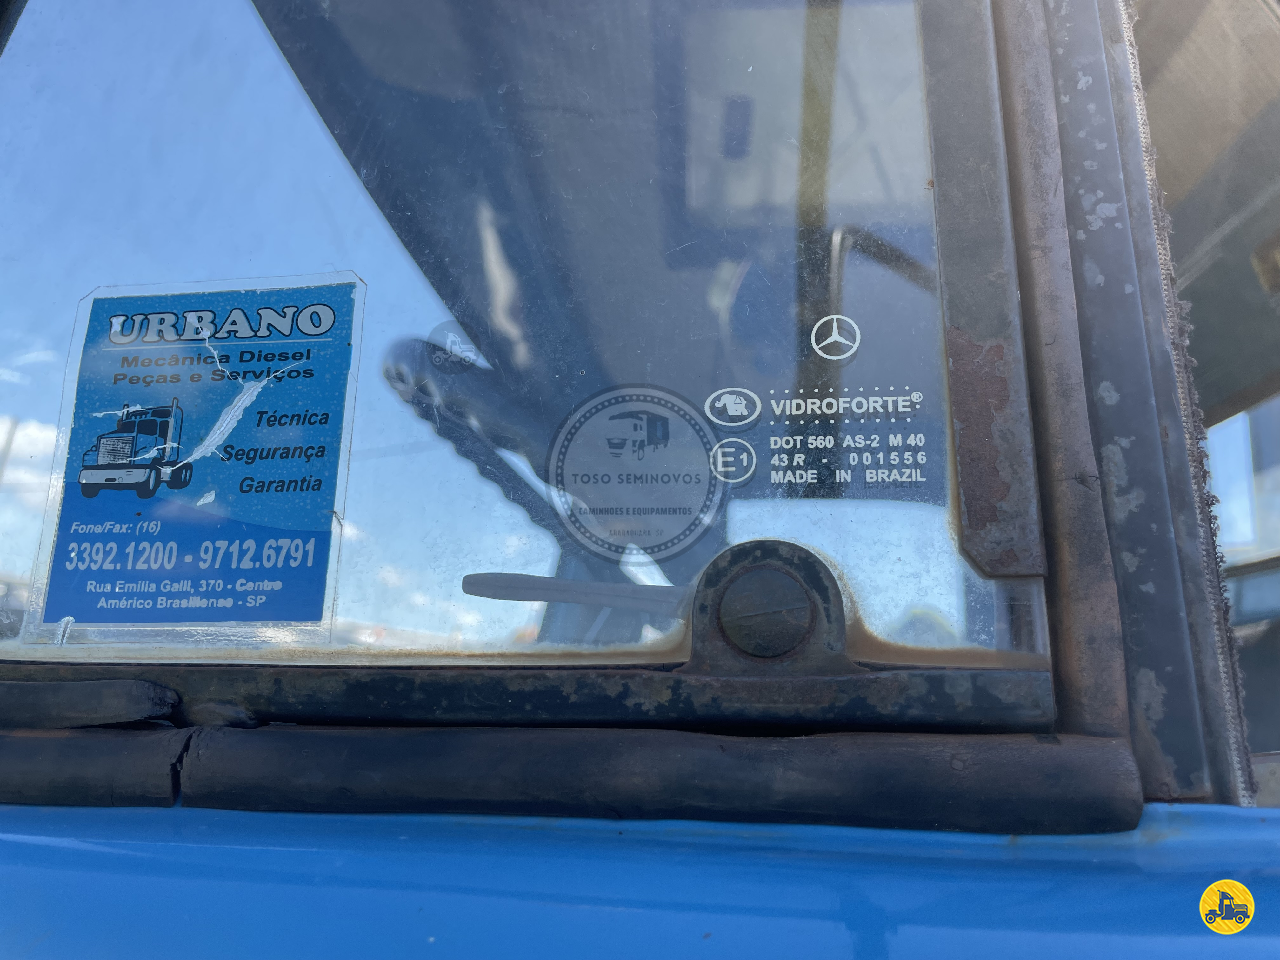 URBANO
Mecânica Diesel
Peças e Serviços
Técnica
Segurança
Garantia
Fone/Fax: (16)
3392.1200 - 9712.6791
Rua Emilia Galli, 370 - Centro
Américo Brasiliense - SP
VIDROFORTE®
DOT 560 AS-2 M 40
E1
43 R - 001556
MADE IN BRAZIL
TOSO SEMINOVOS
CAMINHÕES E EQUIPAMENTOS